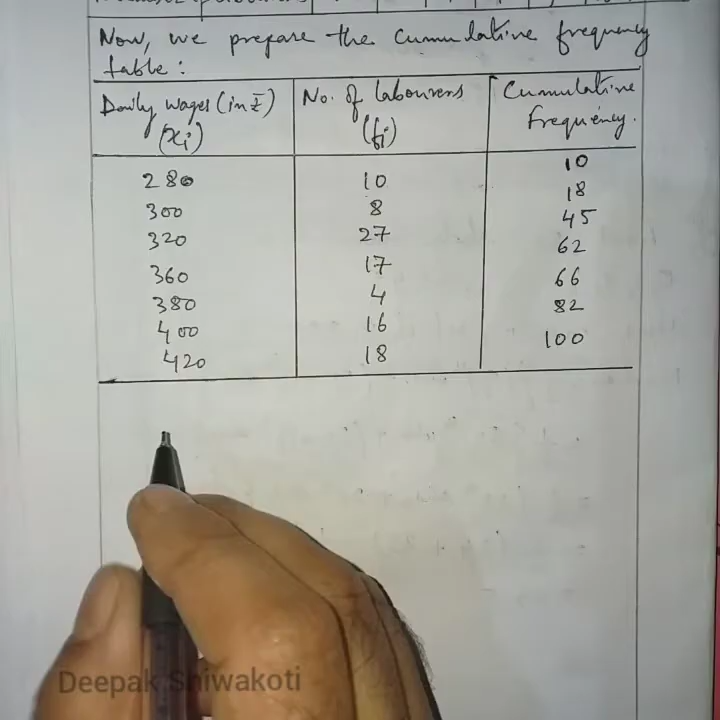 Now, we prepare the cummulative frequency
table:
Daily wages (in ₹) No. of labourers Cumulative
(xi) (fi) frequency.
280 10 10
300 8 18
320 27 45
360 17 62
380 4 66
400 16 82
420 18 100
Deepak Shiwakoti